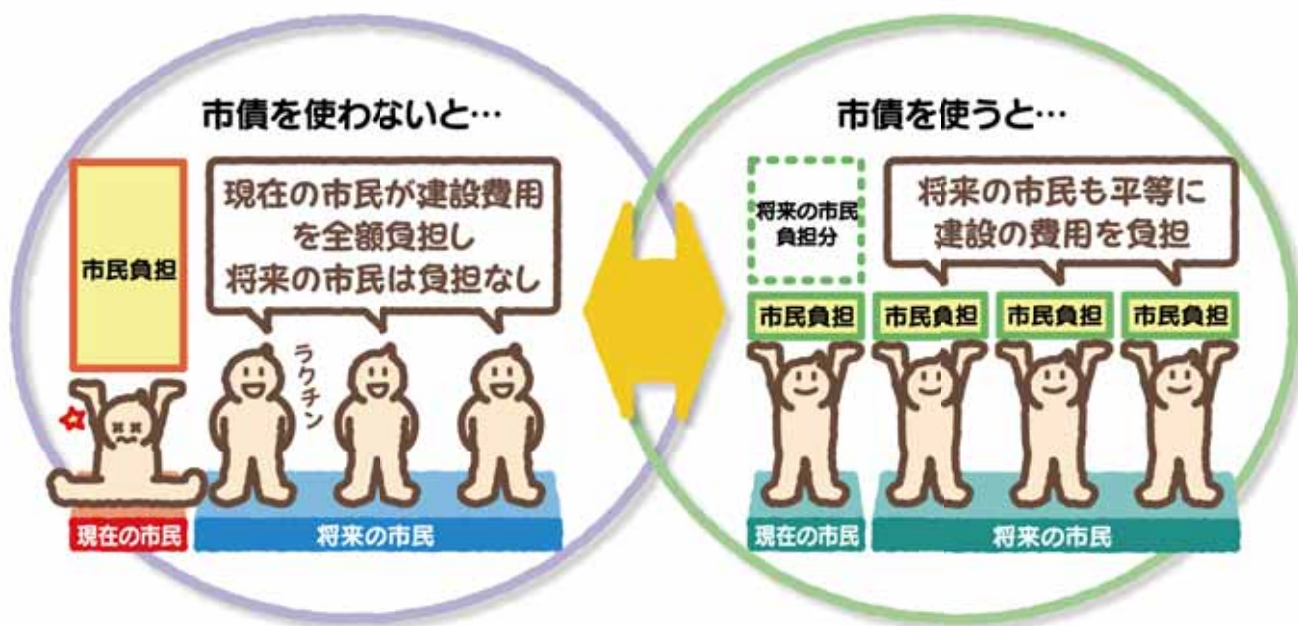 市債を使わないと…
市民負担
現在の市民が建設費用
を全額負担し
将来の市民は負担なし
ラクチン
現在の市民
将来の市民
市債を使うと…
将来の市民
負担分
将来の市民も平等に
建設の費用を負担
市民負担
市民負担
市民負担
市民負担
現在の市民
将来の市民